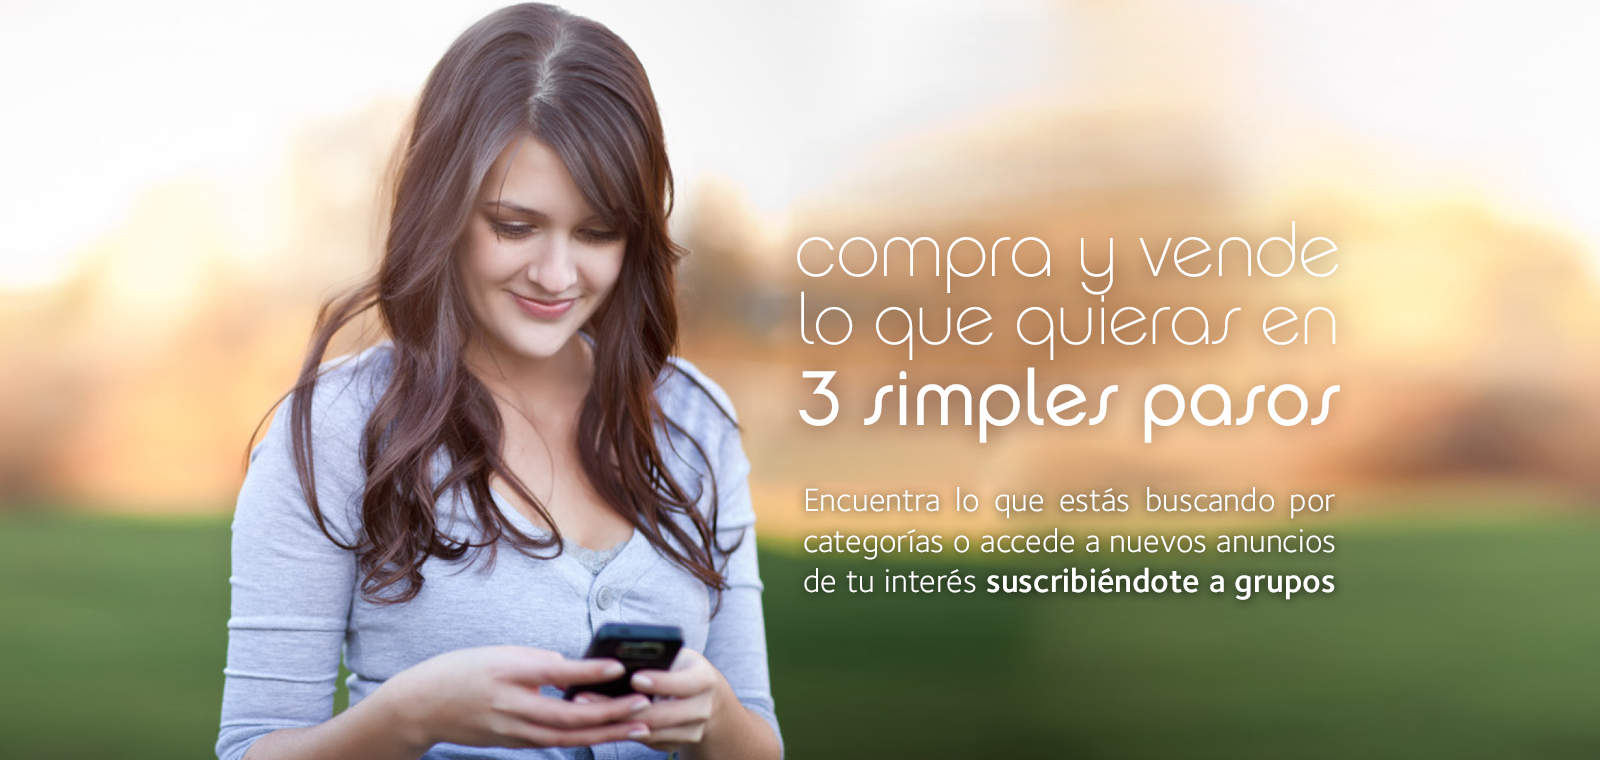 compra y vende
lo que quieras en
3 simples pasos
Encuentra lo que estás buscando por
categorías o accede a nuevos anuncios
de tu interés suscribiéndote a grupos